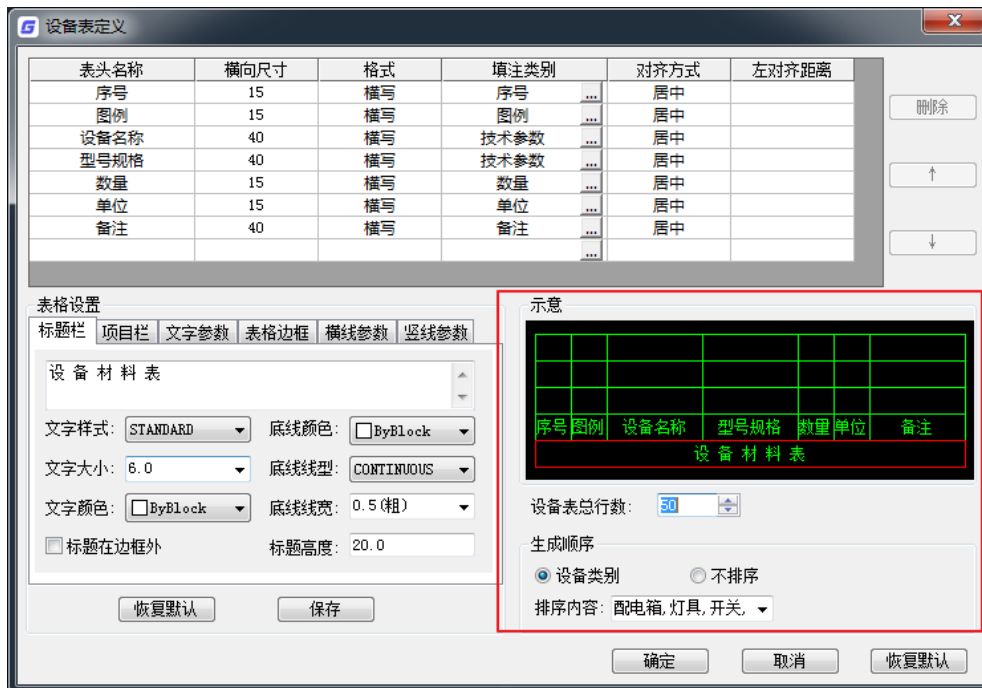 设备表定义
表头名称 横向尺寸 格式 填注类别 对齐方式 左对齐距离
序号 15 横写 序号 ... 居中
图例 15 横写 图例 ... 居中
设备名称 40 横写 技术参数 ... 居中
型号规格 40 横写 技术参数 ... 居中
数量 15 横写 数量 ... 居中
单位 15 横写 单位 ... 居中
备注 40 横写 备注 ... 居中
...
删除
↑
↓
表格设置
标题栏 项目栏 文字参数 表格边框 横线参数 竖线参数
设 备 材 料 表
文字样式: STANDARD 底线颜色: ByBlock
文字大小: 6.0 底线线型: CONTINUOUS
文字颜色: ByBlock 底线线宽: 0.5(粗)
标题在边框外 标题高度: 20.0
恢复默认 保存
示意
序号 图例 设备名称 型号规格 数量 单位 备注
设 备 材 料 表
设备表总行数: 50
生成顺序
设备类别 不排序
排序内容: 配电箱,灯具,开关,
确定 取消 恢复默认